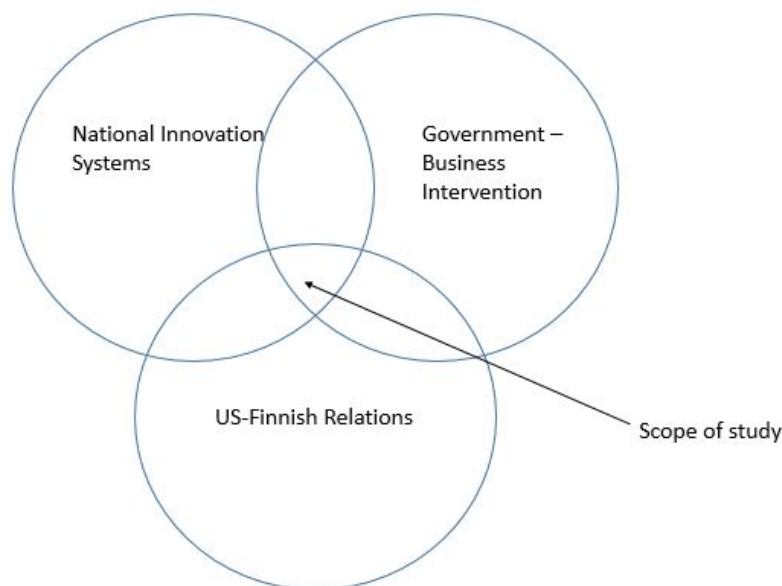 National Innovation
Systems
Government –
Business
Intervention
US-Finnish Relations
Scope of study